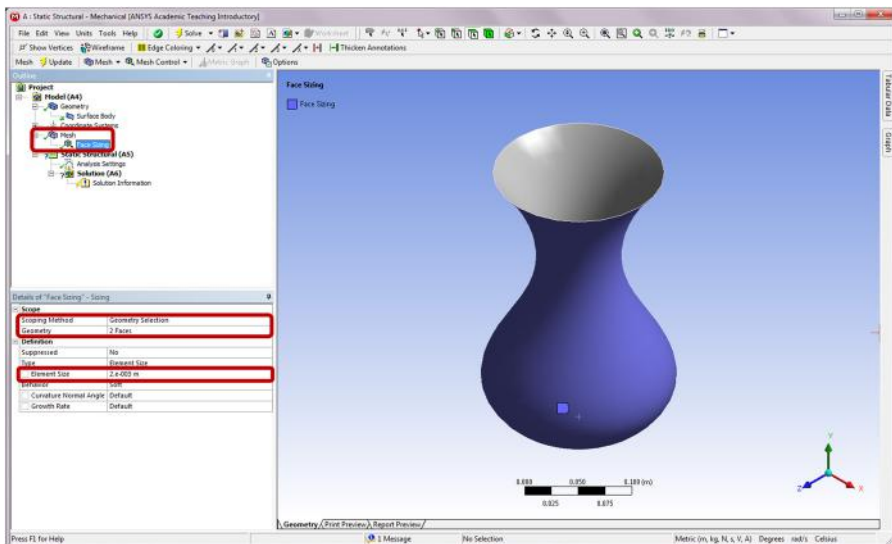 A : Static Structural - Mechanical [ANSYS Academic Teaching Introductory]
File Edit View Units Tools Help Solve Worksheet
Show Vertices Wireframe Edge Coloring Thicken Annotations
Mesh Update Mesh Mesh Control Metric Graph Options
Outline
Project
Model (A4)
Geometry
Surface Body
Coordinate Systems
Mesh
Face Sizing
Static Structural (A5)
Analysis Settings
Solution (A6)
Solution Information
Face Sizing
Face Sizing
Tabular Data
Graph
Details of "Face Sizing" - Sizing
Scope
Scoping Method Geometry Selection
Geometry 2 Faces
Definition
Suppressed No
Type Element Size
Element Size 2.e-003 m
Behavior Soft
Curvature Normal Angle Default
Growth Rate Default
0.000 0.050 0.100 (m)
0.025 0.075
Y
Z X
Geometry Print Preview Report Preview
Press F1 for Help 1 Message No Selection Metric (m, kg, N, s, V, A) Degrees rad/s Celsius